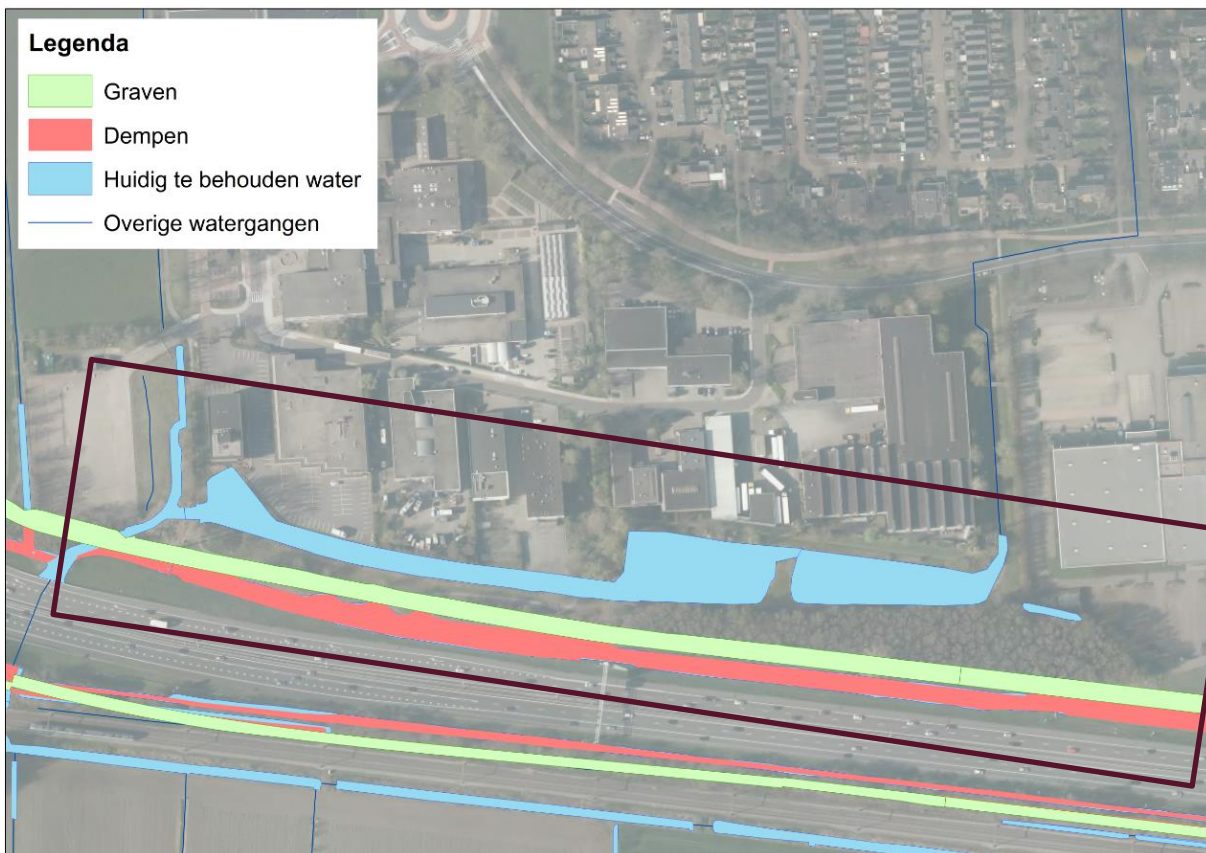 Legenda
Graven
Dempen
Huidig te behouden water
Overige watergangen